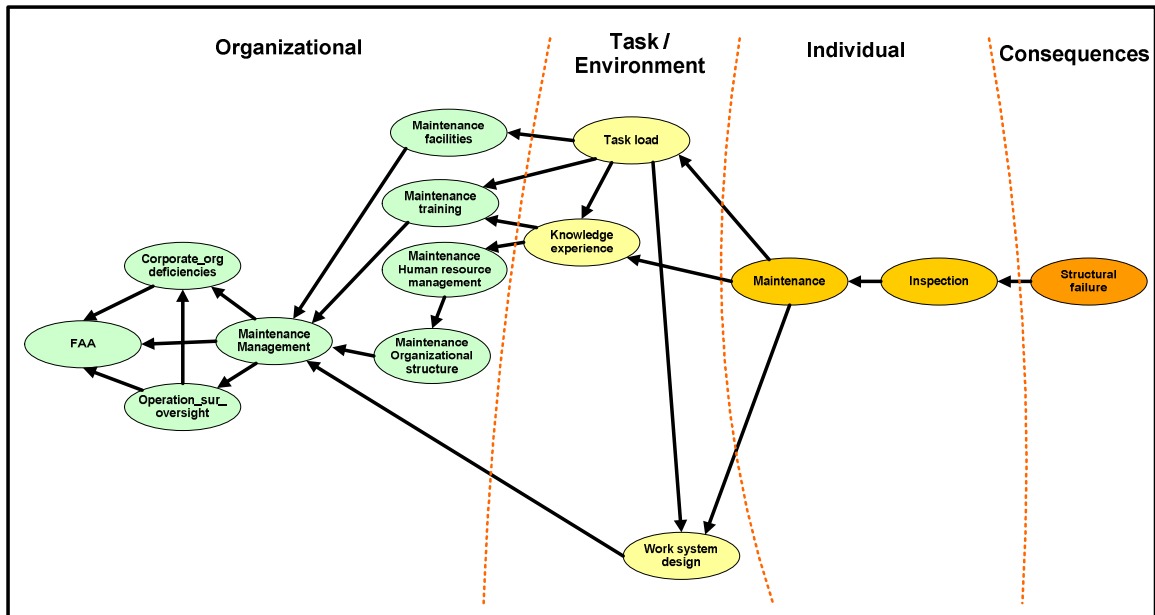 Organizational
Task /
Environment
Individual
Consequences
Maintenance
facilities
Task load
Maintenance
training
Knowledge
experience
Corporate_org
deficiencies
Maintenance
Human resource
management
Maintenance
Inspection
Structural
failure
FAA
Maintenance
Management
Maintenance
Organizational
structure
Operation_sur_
oversight
Work system
design